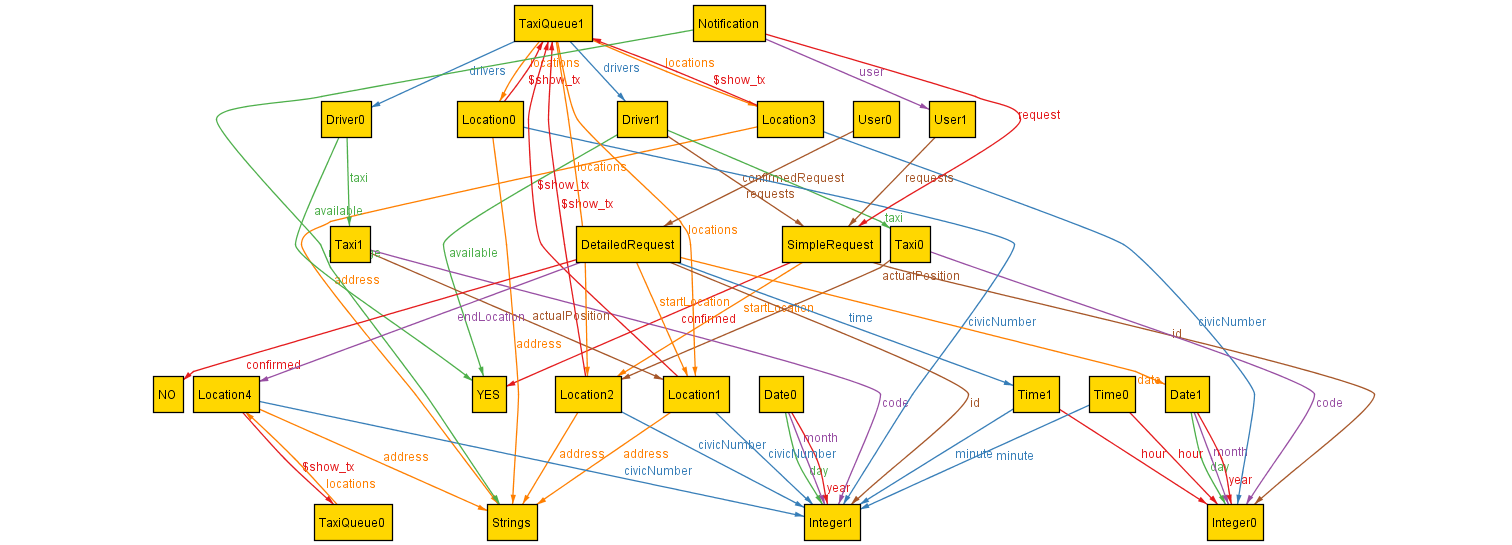 TaxiQueue1
Notification
locations
locations
drivers
drivers
user
$show_tx
$show_tx
Driver0
Location0
Driver1
Location3
User0
User1
request
locations
taxi
confirmedRequest
requests
$show_tx
requests
$show_tx
available
taxi
locations
Taxi1
DetailedRequest
SimpleRequest
Taxi0
available
address
actualPosition
startLocation
startLocation
endLocation
actualPosition
time
confirmed
civicNumber
civicNumber
id
address
confirmed
date
NO
Location4
YES
Location2
Location1
Date0
Time1
Time0
Date1
code
id
code
month
civicNumber
address
address
address
civicNumber
minute
minute
hour
hour
month
$show_tx
civicNumber
day
day
locations
year
year
TaxiQueue0
Strings
Integer1
Integer0